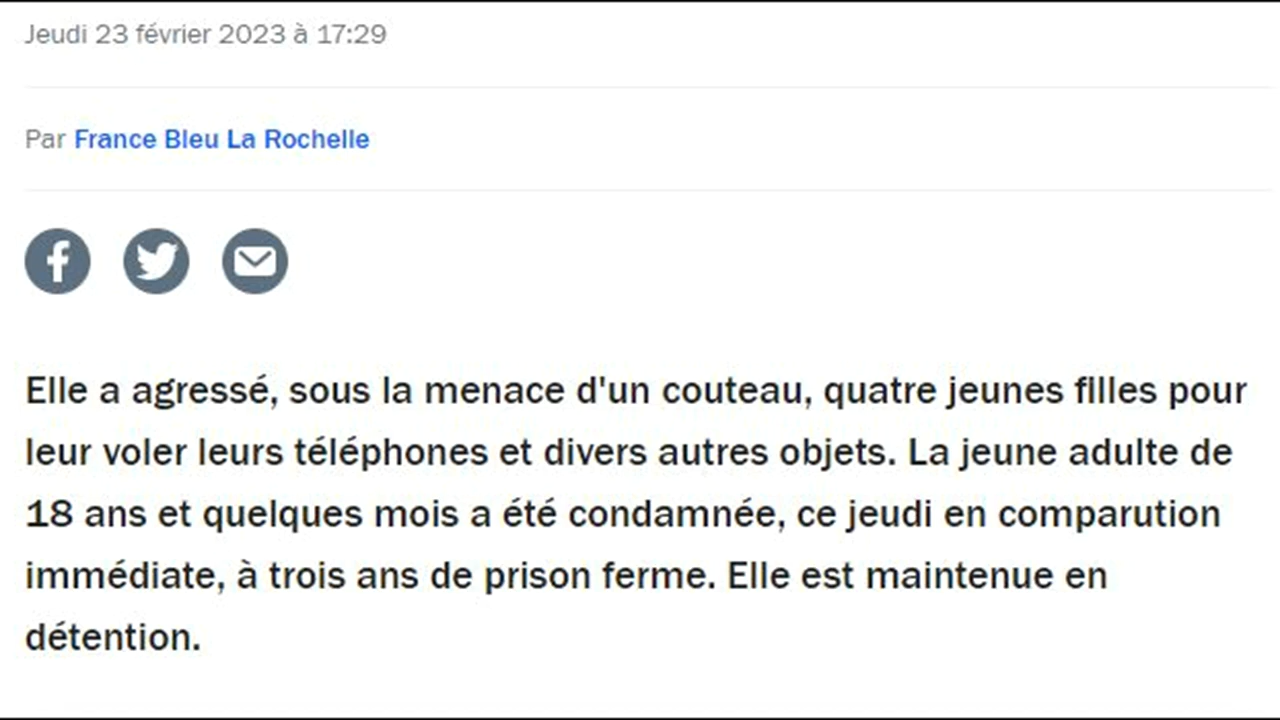 Jeudi 23 février 2023 à 17:29
Par France Bleu La Rochelle
Elle a agressé, sous la menace d'un couteau, quatre jeunes filles pour
leur voler leurs téléphones et divers autres objets. La jeune adulte de
18 ans et quelques mois a été condamnée, ce jeudi en comparution
immédiate, à trois ans de prison ferme. Elle est maintenue en
détention.